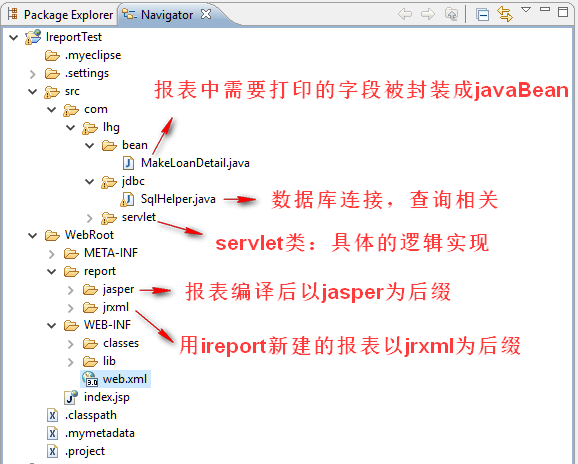 Package Explorer Navigator
IreportTest
.myeclipse
.settings
src
报表中需要打印的字段被封装成javaBean
com
lhg
bean
MakeLoanDetail.java
jdbc
SqlHelper.java
数据库连接，查询相关
servlet
WebRoot
servlet类：具体的逻辑实现
META-INF
report
jasper
报表编译后以jasper为后缀
jrxml
WEB-INF
用ireport新建的报表以jrxml为后缀
classes
lib
3.0
web.xml
index.jsp
.classpath
.mymetadata
.project